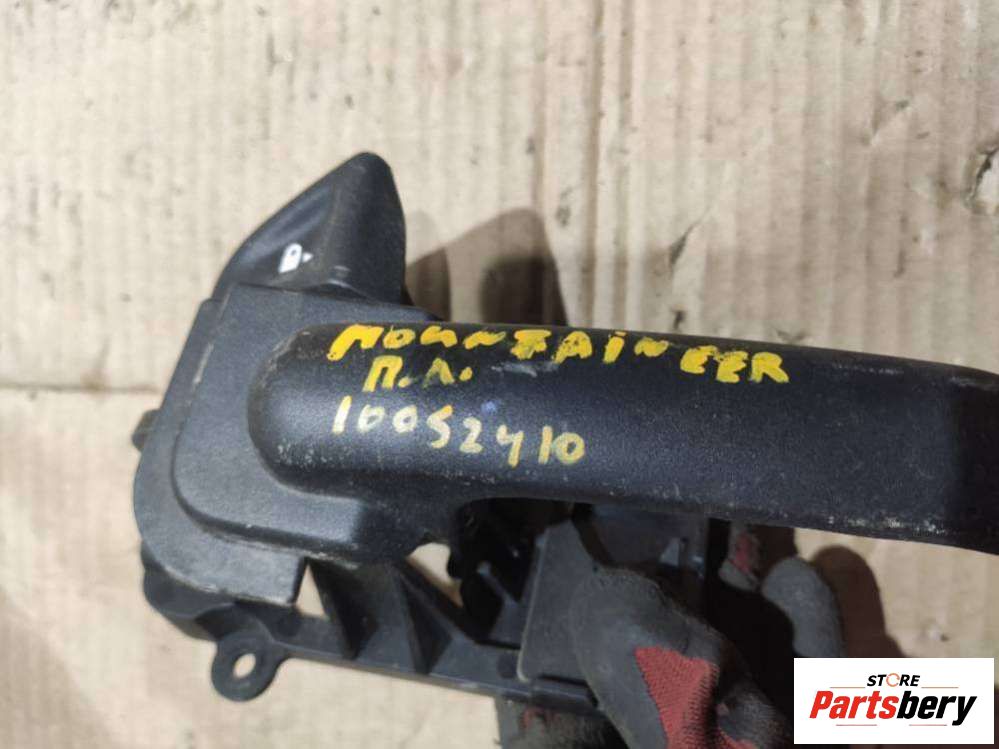 MOUNTAINEER
П.Л.
10052410
STORE
Partsbery